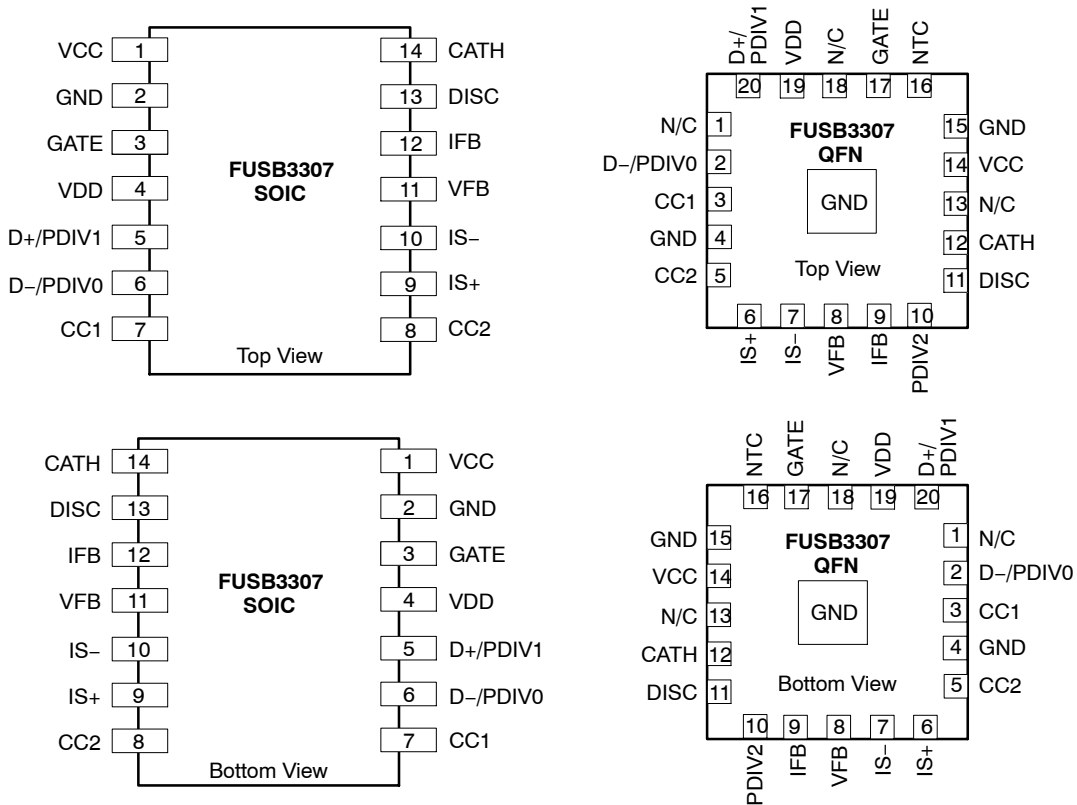 VCC 1
GND 2
GATE 3
VDD 4
D+/PDIV1 5
D−/PDIV0 6
CC1 7
FUSB3307
SOIC
14 CATH
13 DISC
12 IFB
11 VFB
10 IS−
9 IS+
8 CC2
Top View
D+/
PDIV1
VDD
N/C
GATE
NTC
20 19 18 17 16
N/C 1
D−/PDIV0 2
CC1 3
GND 4
CC2 5
FUSB3307
QFN
GND
Top View
15 GND
14 VCC
13 N/C
12 CATH
11 DISC
6 7 8 9 10
IS+
IS−
VFB
IFB
PDIV2
CATH 14
DISC 13
IFB 12
VFB 11
IS− 10
IS+ 9
CC2 8
FUSB3307
SOIC
1 VCC
2 GND
3 GATE
4 VDD
5 D+/PDIV1
6 D−/PDIV0
7 CC1
Bottom View
NTC
GATE
N/C
VDD
D+/
PDIV1
16 17 18 19 20
GND 15
VCC 14
N/C 13
CATH 12
DISC 11
FUSB3307
QFN
GND
Bottom View
1 N/C
2 D−/PDIV0
3 CC1
4 GND
5 CC2
10 9 8 7 6
PDIV2
IFB
VFB
IS−
IS+